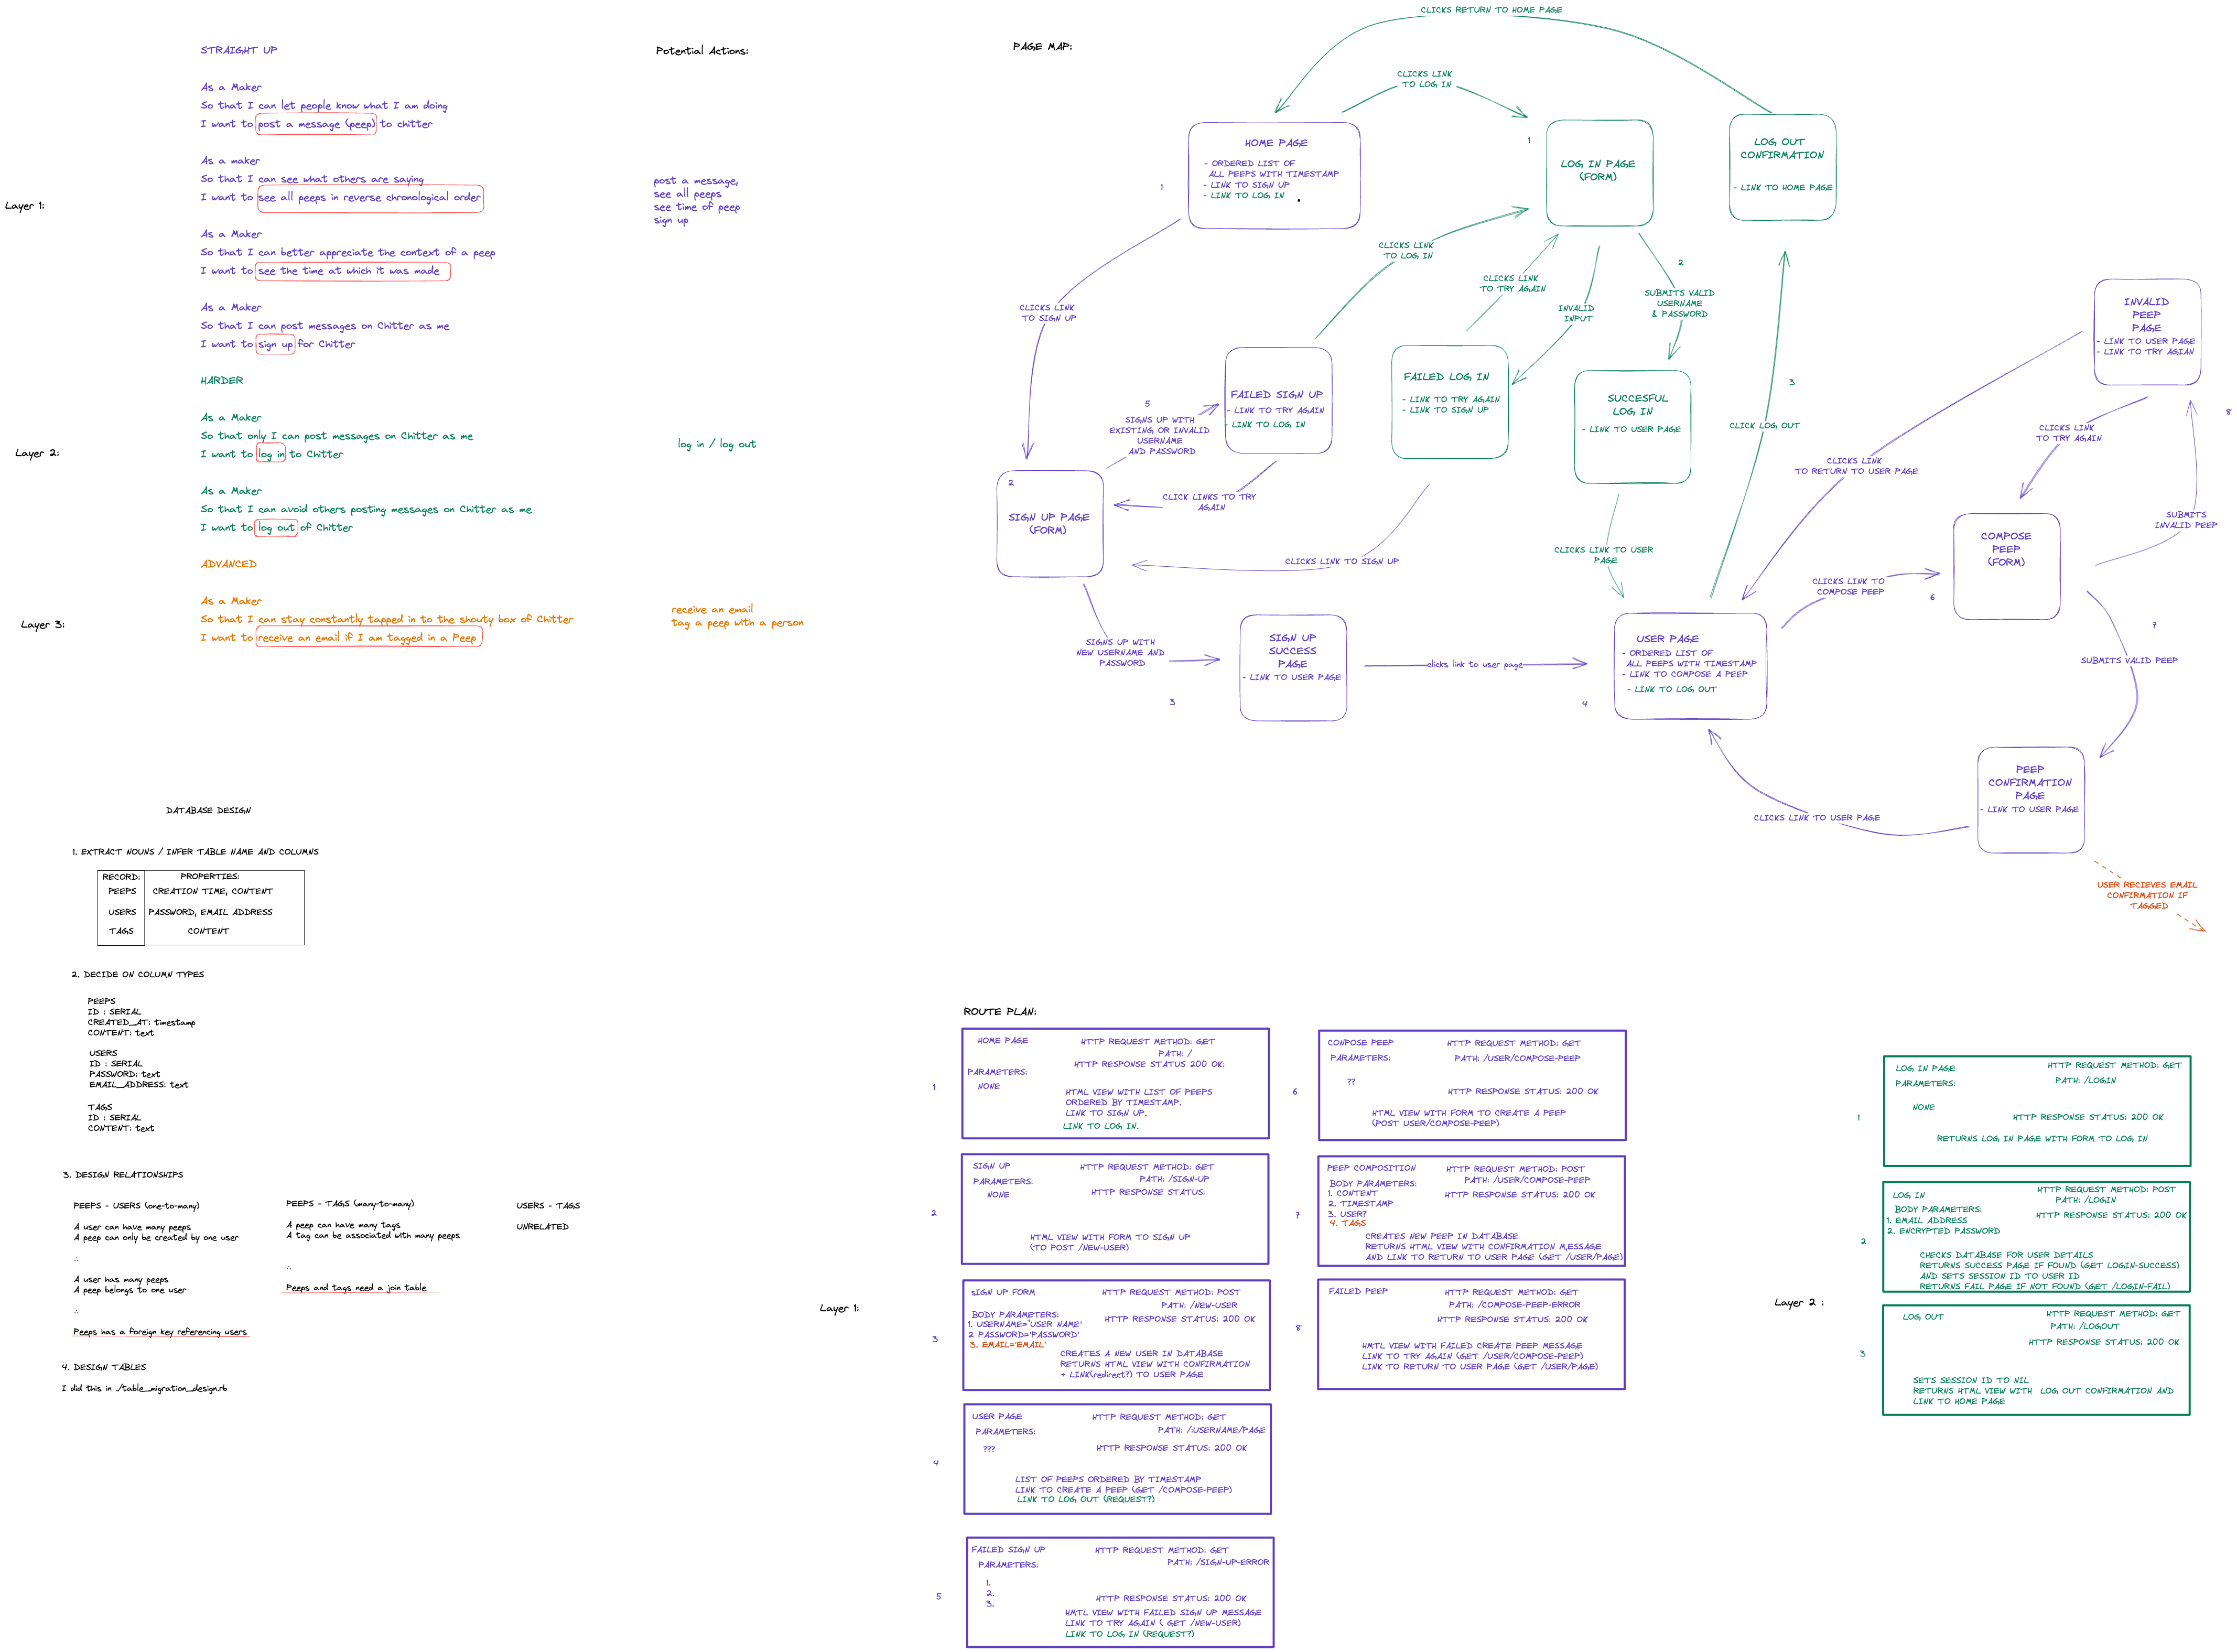 STRAIGHT UP
As a Maker
So that I can let people know what I am doing
I want to post a message (peep) to chitter
As a maker
So that I can see what others are saying
I want to see all peeps in reverse chronological order
Layer 1:
As a Maker
So that I can better appreciate the context of a peep
I want to see the time at which it was made
As a Maker
So that I can post messages on Chitter as me
I want to sign up for Chitter
HARDER
As a Maker
So that only I can post messages on Chitter as me
I want to log in to Chitter
Layer 2:
As a Maker
So that I can avoid others posting messages on Chitter as me
I want to log out of Chitter
ADVANCED
As a Maker
So that I can stay constantly tapped in to the shouty box of Chitter
I want to receive an email if I am tagged in a Peep
Layer 3:
Potential Actions:
post a message,
see all peeps
see time of peep
sign up
log in / log out
receive an email
tag a peep with a person
PAGE MAP:
CLICKS RETURN TO HOME PAGE
CLICKS LINK
TO LOG IN
1
HOME PAGE
- ORDERED LIST OF
ALL PEEPS WITH TIMESTAMP
- LINK TO SIGN UP
- LINK TO LOG IN
1
LOG IN PAGE
(FORM)
LOG OUT
CONFIRMATION
- LINK TO HOME PAGE
CLICKS LINK
TO LOG IN
CLICKS LINK
TO TRY AGAIN
INVALID
INPUT
2
SUBMITS VALID
USERNAME
& PASSWORD
CLICKS LINK
TO SIGN UP
INVALID
PEEP
PAGE
- LINK TO USER PAGE
- LINK TO TRY AGIAN
8
5
SIGNS UP WITH
EXISTING OR INVALID
USERNAME
AND PASSWORD
FAILED SIGN UP
- LINK TO TRY AGAIN
- LINK TO LOG IN
FAILED LOG IN
- LINK TO TRY AGAIN
- LINK TO SIGN UP
SUCCESFUL
LOG IN
- LINK TO USER PAGE
3
CLICK LOG OUT
CLICKS LINK
TO RETURN TO USER PAGE
CLICKS LINK
TO TRY AGAIN
SUBMITS
INVALID PEEP
2
SIGN UP PAGE
(FORM)
CLICK LINKS TO TRY
AGAIN
CLICKS LINK TO SIGN UP
CLICKS LINK TO USER
PAGE
CLICKS LINK TO
COMPOSE PEEP
COMPOSE
PEEP
(FORM)
6
7
SUBMITS VALID PEEP
SIGNS UP WITH
NEW USERNAME AND
PASSWORD
3
SIGN UP
SUCCESS
PAGE
- LINK TO USER PAGE
clicks link to user page
4
USER PAGE
- ORDERED LIST OF
ALL PEEPS WITH TIMESTAMP
- LINK TO COMPOSE A PEEP
- LINK TO LOG OUT
CLICKS LINK TO USER PAGE
PEEP
CONFIRMATION
PAGE
- LINK TO USER PAGE
USER RECIEVES EMAIL
CONFIRMATION IF
TAGGED
DATABASE DESIGN
1. EXTRACT NOUNS / INFER TABLE NAME AND COLUMNS
RECORD: PROPERTIES:
PEEPS CREATION TIME, CONTENT
USERS PASSWORD, EMAIL ADDRESS
TAGS CONTENT
2. DECIDE ON COLUMN TYPES
PEEPS
ID : SERIAL
CREATED_AT: timestamp
CONTENT: text
USERS
ID : SERIAL
PASSWORD: text
EMAIL_ADDRESS: text
TAGS
ID : SERIAL
CONTENT: text
3. DESIGN RELATIONSHIPS
PEEPS - USERS (one-to-many)
A user can have many peeps
A peep can only be created by one user
∴
A user has many peeps
A peep belongs to one user
∴
Peeps has a foreign key referencing users
PEEPS - TAGS (many-to-many)
A peep can have many tags
A tag can be associated with many peeps
∴
Peeps and tags need a join table
USERS - TAGS
UNRELATED
4. DESIGN TABLES
I did this in ./table_migration_design.rb
ROUTE PLAN:
Layer 1:
1
HOME PAGE
HTTP REQUEST METHOD: GET
PATH: /
HTTP RESPONSE STATUS 200 OK:
PARAMETERS:
NONE
HTML VIEW WITH LIST OF PEEPS
ORDERED BY TIMESTAMP.
LINK TO SIGN UP.
LINK TO LOG IN.
2
SIGN UP
HTTP REQUEST METHOD: GET
PATH: /SIGN-UP
PARAMETERS:
NONE
HTTP RESPONSE STATUS:
HTML VIEW WITH FORM TO SIGN UP
(TO POST /NEW-USER)
3
sIGN UP FORM
HTTP REQUEST METHOD: POST
PATH: /NEW-USER
BODY PARAMETERS:
HTTP RESPONSE STATUS: 200 OK
1. USERNAME="USER NAME'
2 PASSWORD='PASSWORD'
3. EMAIL='EMAIL'
CREATES A NEW USER IN DATABASE
RETURNS HTML VIEW WITH CONFIRMATION
+ LINK(redirect?) TO USER PAGE
4
USER PAGE
HTTP REQUEST METHOD: GET
PATH: /:USERNAME/PAGE
PARAMETERS:
???
HTTP RESPONSE STATUS: 200 OK
LIST OF PEEPS ORDERED BY TIMESTAMP
LINK TO CREATE A PEEP (GET /COMPOSE-PEEP)
LINK TO LOG OUT (REQUEST?)
5
FAILED SIGN UP
HTTP REQUEST METHOD: GET
PATH: /SIGN-UP-ERROR
PARAMETERS:
1.
2.
3.
HTTP RESPONSE STATUS: 200 OK
HMTL VIEW WITH FAILED SIGN UP MESSAGE
LINK TO TRY AGAIN ( GET /NEW-USER)
LINK TO LOG IN (REQUEST?)
6
CONPOSE PEEP
HTTP REQUEST METHOD: GET
PARAMETERS:
PATH: /USER/COMPOSE-PEEP
??
HTTP RESPONSE STATUS: 200 OK
HTML VIEW WITH FORM TO CREATE A PEEP
(POST USER/COMPOSE-PEEP)
7
PEEP COMPOSITION
HTTP REQUEST METHOD: POST
PATH: /USER/COMPOSE-PEEP
BODY PARAMETERS:
1. CONTENT
HTTP RESPONSE STATUS: 200 OK
2. TIMESTAMP
3. USER?
4. TAGS
CREATES NEW PEEP IN DATABASE
RETURNS HTML VIEW WITH CONFIRMATION M,ESSAGE
AND LINK TO RETURN TO USER PAGE (GET /USER/PAGE)
8
FAILED PEEP
HTTP REQUEST METHOD: GET
PATH: /COMPOSE-PEEP-ERROR
HTTP RESPONSE STATUS: 200 OK
HMTL VIEW WITH FAILED CREATE PEEP MESSAGE
LINK TO TRY AGAIN (GET /USER/COMPOSE-PEEP)
LINK TO RETURN TO USER PAGE (GET /USER/PAGE)
Layer 2 :
1
LOG IN PAGE
HTTP REQUEST METHOD: GET
PARAMETERS:
PATH: /LOGIN
NONE
HTTP RESPONSE STATUS: 200 OK
RETURNS LOG IN PAGE WITH FORM TO LOG IN
2
LOG IN
HTTP REQUEST METHOD: POST
PATH: /LOGIN
BODY PARAMETERS:
HTTP RESPONSE STATUS: 200 OK
1. EMAIL ADDRESS
2. ENCRYPTED PASSWORD
CHECKS DATABASE FOR USER DETAILS
RETURNS SUCCESS PAGE IF FOUND (GET LOGIN-SUCCESS)
AND SETS SESSION ID TO USER ID
RETURNS FAIL PAGE IF NOT FOUND (GET /LOGIN-FAIL)
3
LOG OUT
HTTP REQUEST METHOD: GET
PATH: /LOGOUT
HTTP RESPONSE STATUS: 200 OK
SETS SESSION ID TO NIL
RETURNS HTML VIEW WITH LOG OUT CONFIRMATION AND
LINK TO HOME PAGE